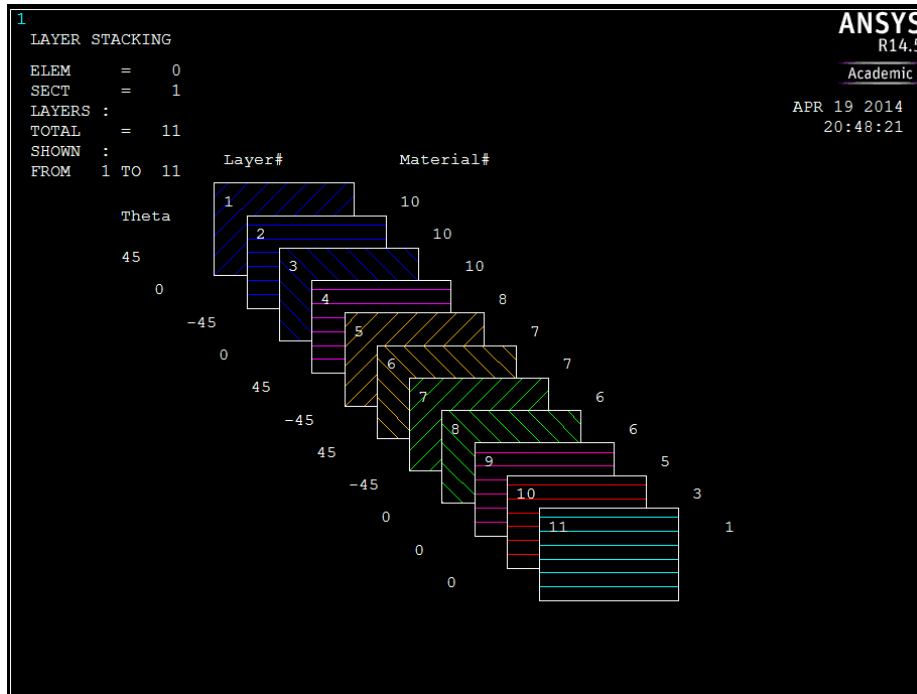 1
LAYER STACKING
ELEM = 0
SECT = 1
LAYERS :
TOTAL = 11
SHOWN :
FROM 1 TO 11
ANSYS
R14.5
Academic
APR 19 2014
20:48:21
Layer# Material#
Theta
1 10
45
2 10
0
3 10
-45
4 8
0
5 7
45
6 7
-45
7 6
45
8 6
-45
9 5
0
10 3
0
11 1
0